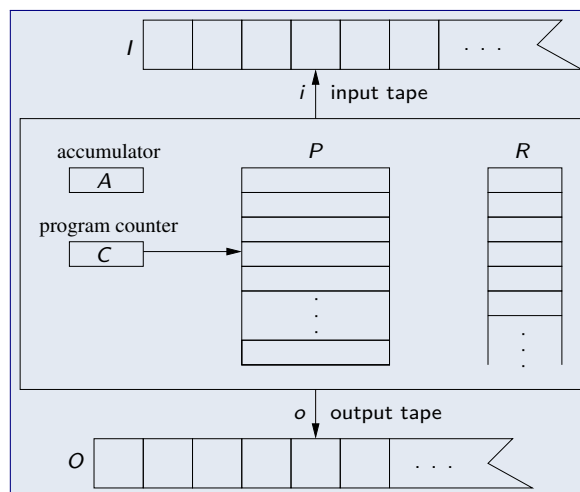 I . . .
i input tape
P R
accumulator
A
program counter
C
. . .
. . .
o output tape
O . . .